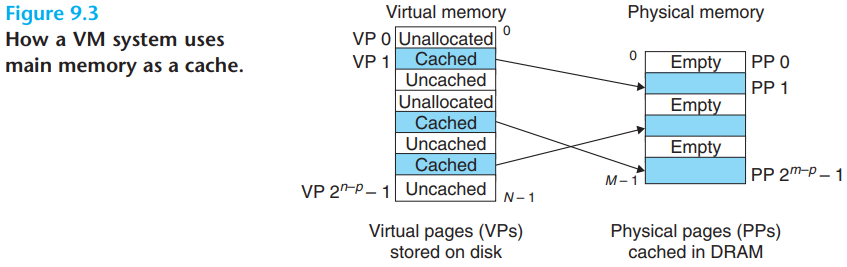 Figure 9.3
How a VM system uses
main memory as a cache.
Virtual memory
Physical memory
0
VP 0 Unallocated
VP 1 Cached
Uncached
Unallocated
Cached
Uncached
Cached
VP 2ⁿ⁻ᵖ – 1 Uncached
N – 1
0
Empty PP 0
PP 1
Empty
Empty
M – 1
PP 2ᵐ⁻ᵖ – 1
Virtual pages (VPs)
stored on disk
Physical pages (PPs)
cached in DRAM